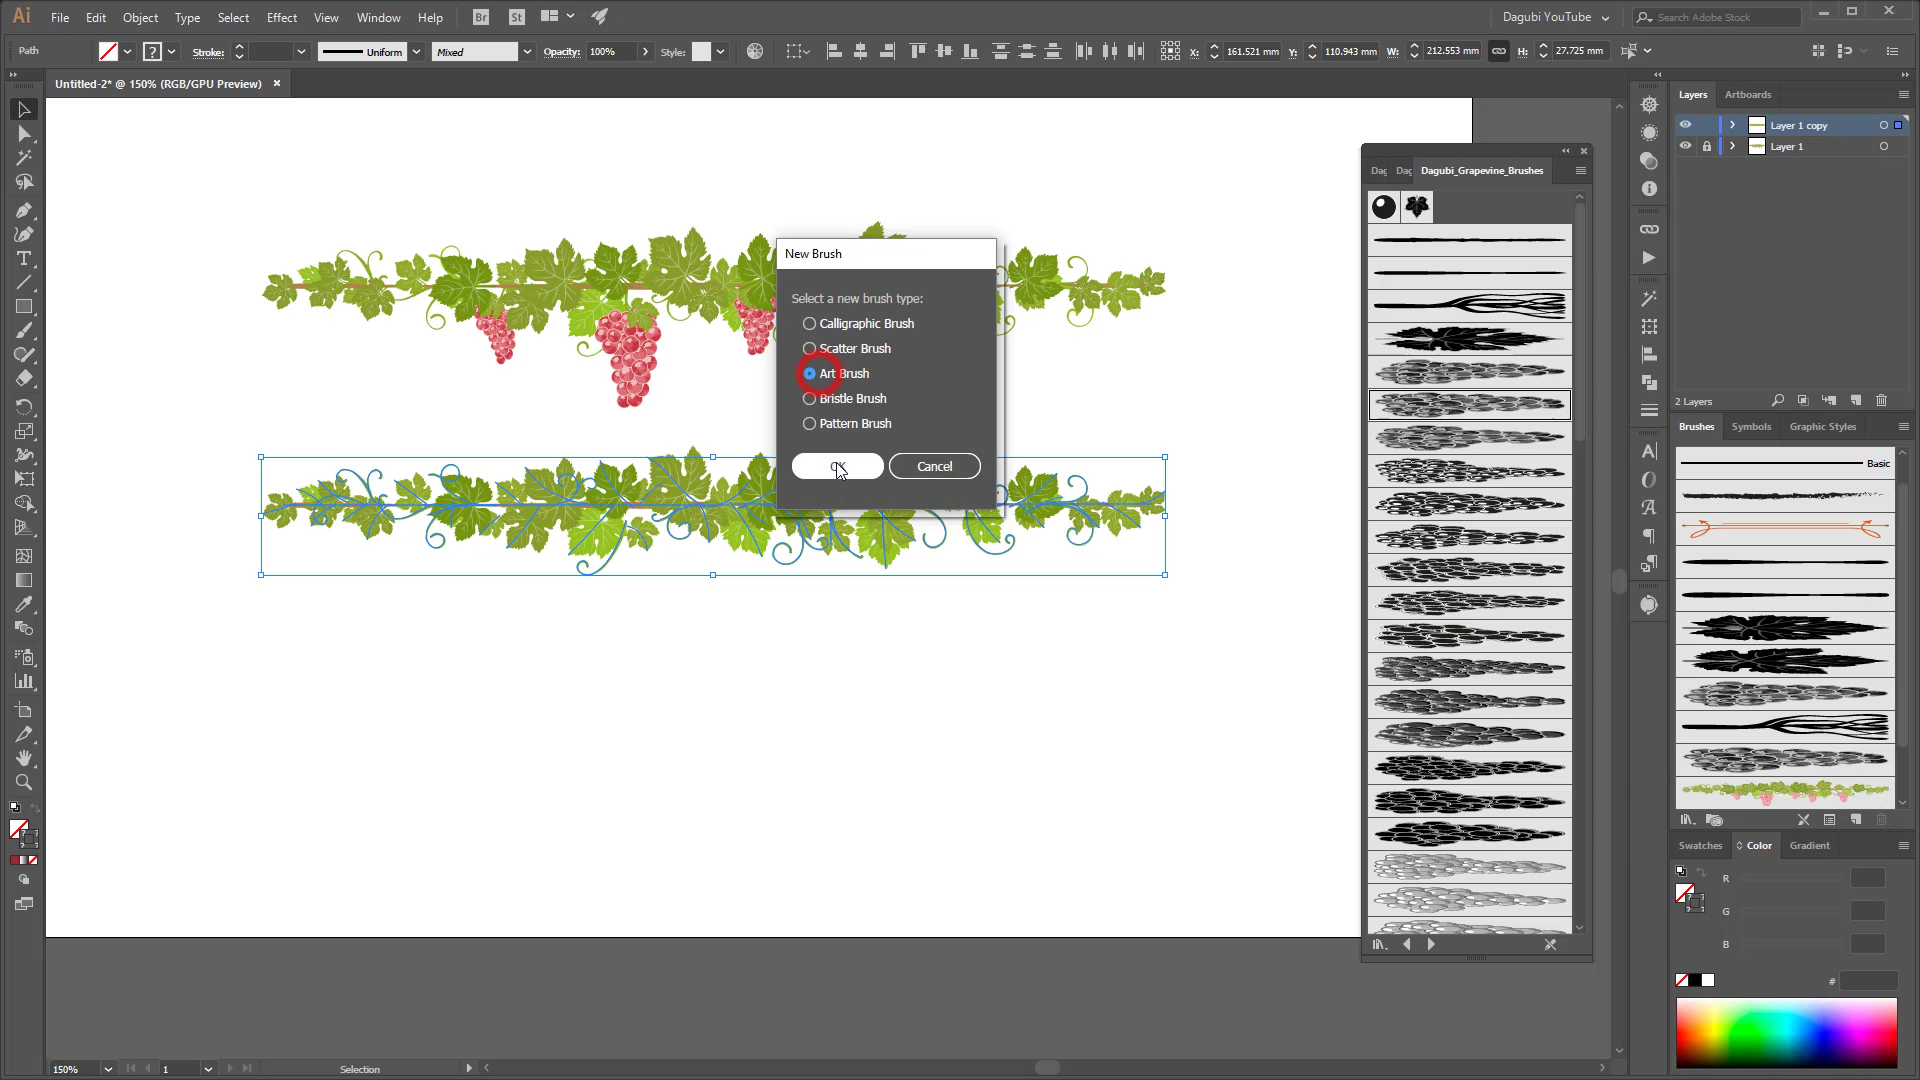 Ai File Edit Object Type Select Effect View Window Help Br St Dagubi YouTube Search Adobe Stock
Path ? Stroke: Uniform Mixed Opacity: 100% Style: X: 161.521 mm Y: 110.943 mm W: 212.553 mm H: 27.725 mm
Untitled-2* @ 150% (RGB/GPU Preview)
Layers Artboards
Layer 1 copy
Layer 1
2 Layers
Dag Dag Dagubi_Grapevine_Brushes
New Brush
Select a new brush type:
Calligraphic Brush
Scatter Brush
Art Brush
Bristle Brush
Pattern Brush
OK Cancel
Brushes Symbols Graphic Styles
Basic
Swatches Color Gradient
R
G
B
#
150% 1 Selection